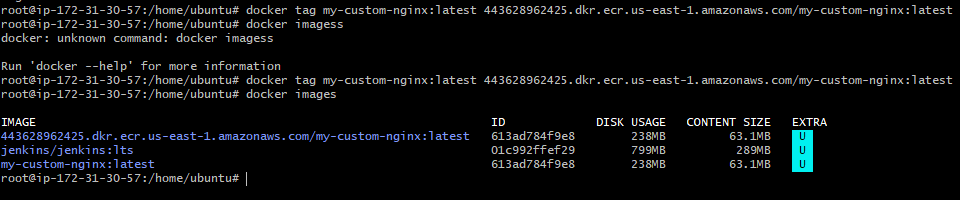 root@ip-172-31-30-57:/home/ubuntu# docker tag my-custom-nginx:latest 443628962425.dkr.ecr.us-east-1.amazonaws.com/my-custom-nginx:latest
root@ip-172-31-30-57:/home/ubuntu# docker imagess
docker: unknown command: docker imagess

Run 'docker --help' for more information
root@ip-172-31-30-57:/home/ubuntu# docker tag my-custom-nginx:latest 443628962425.dkr.ecr.us-east-1.amazonaws.com/my-custom-nginx:latest
root@ip-172-31-30-57:/home/ubuntu# docker images

IMAGE ID DISK USAGE CONTENT SIZE EXTRA
443628962425.dkr.ecr.us-east-1.amazonaws.com/my-custom-nginx:latest 613ad784f9e8 238MB 63.1MB U
jenkins/jenkins:lts 01c992ffef29 799MB 289MB U
my-custom-nginx:latest 613ad784f9e8 238MB 63.1MB U
root@ip-172-31-30-57:/home/ubuntu#